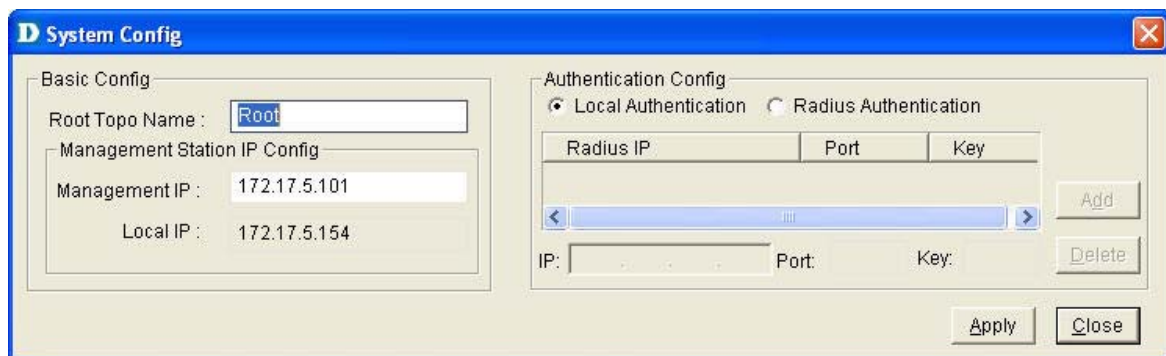 D System Config
Basic Config
Root Topo Name : Root
Management Station IP Config
Management IP : 172.17.5.101
Local IP : 172.17.5.154
Authentication Config
Local Authentication Radius Authentication
Radius IP Port Key
Add
IP: . . . Port: Key: Delete
Apply Close